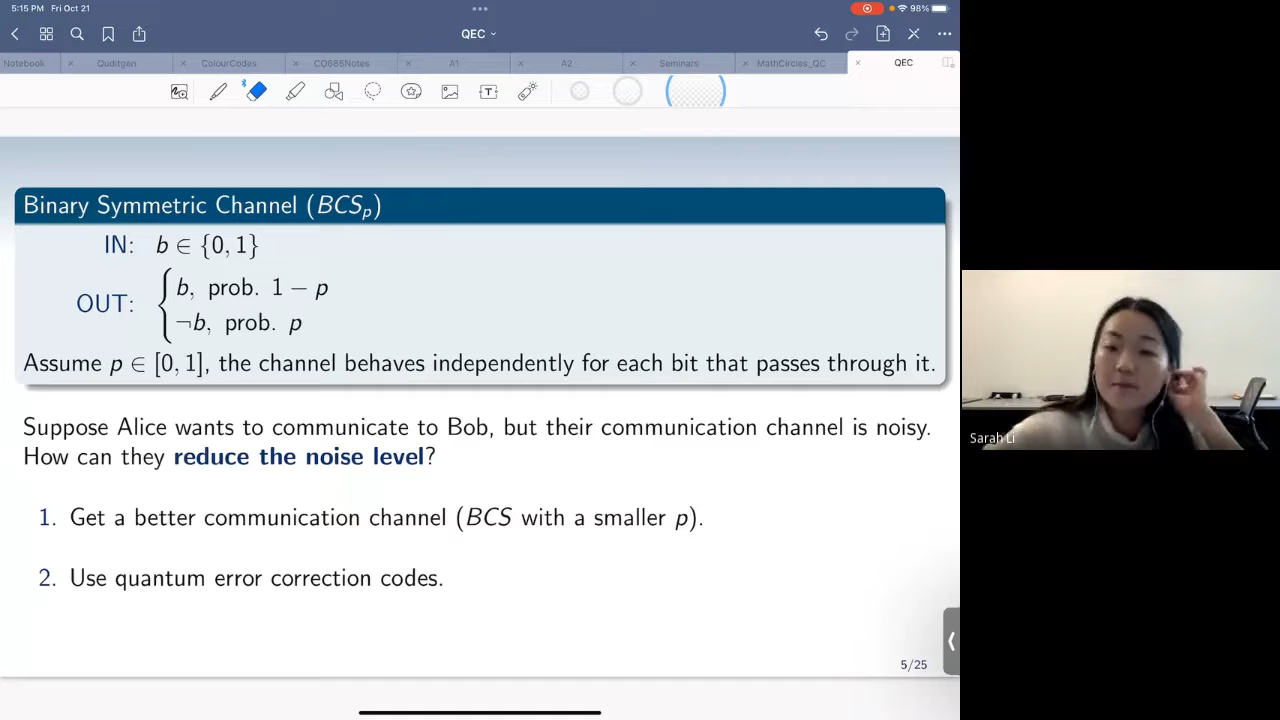 5:15 PM Fri Oct 21
98%
QEC
Notebook
Quditgen
ColourCodes
CO685Notes
A1
A2
Seminars
MathCircles_QC
QEC
T
Binary Symmetric Channel (BCSₚ)
IN: b ∈ {0, 1}
OUT: { b, prob. 1 − p
¬b, prob. p
Assume p ∈ [0, 1], the channel behaves independently for each bit that passes through it.
Suppose Alice wants to communicate to Bob, but their communication channel is noisy.
How can they reduce the noise level?
1. Get a better communication channel (BCS with a smaller p).
2. Use quantum error correction codes.
5/25
Sarah Li